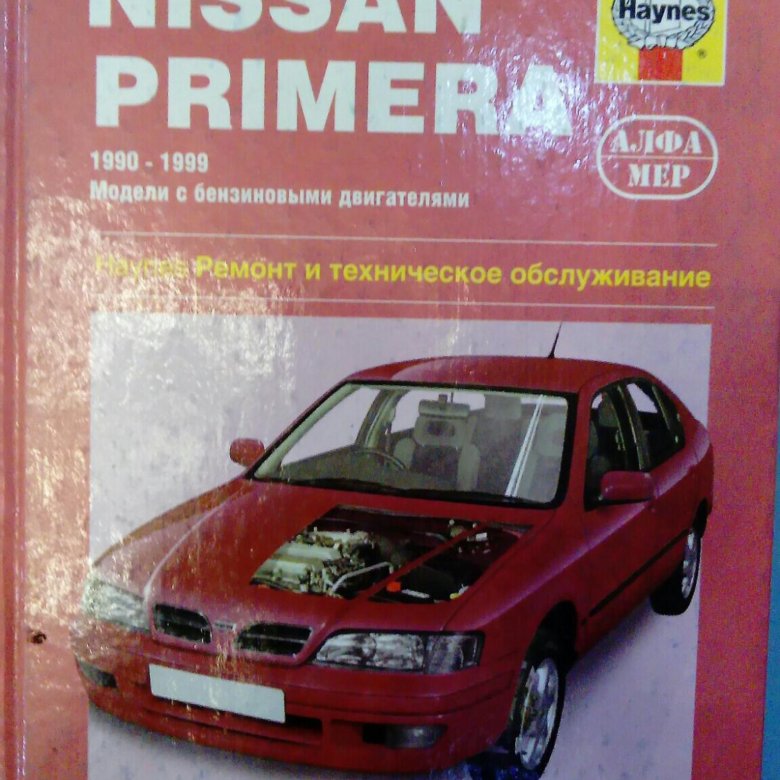 NISSAN
Haynes
PRIMERA
АЛФА
МЕР
1990 - 1999
Модели с бензиновыми двигателями
Haynes Ремонт и техническое обслуживание